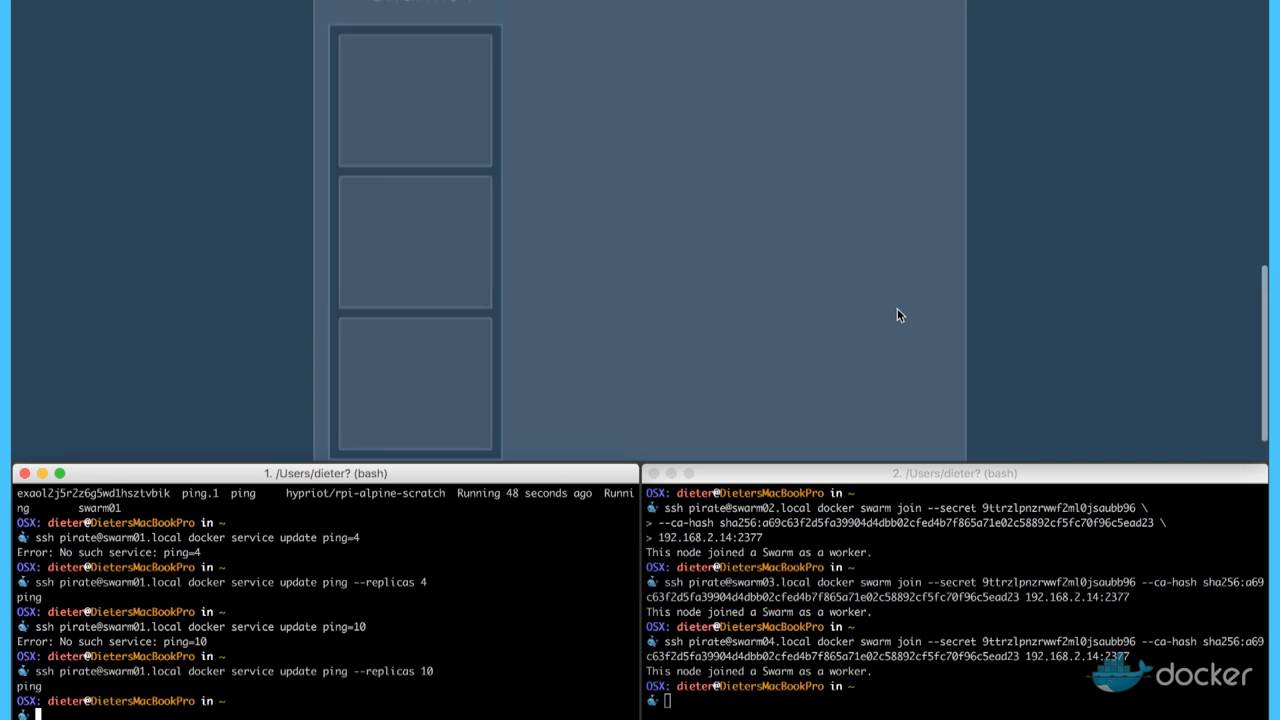 1. /Users/dieter? (bash)
exaol2j5r2z6g5wd1hsztvbik ping.1 ping hypriot/rpi-alpine-scratch Running 48 seconds ago Runni
ng swarm01
OSX: dieter@DietersMacBookPro in ~
ssh pirate@swarm01.local docker service update ping=4
Error: No such service: ping=4
OSX: dieter@DietersMacBookPro in ~
ssh pirate@swarm01.local docker service update ping --replicas 4
ping
OSX: dieter@DietersMacBookPro in ~
ssh pirate@swarm01.local docker service update ping=10
Error: No such service: ping=10
OSX: dieter@DietersMacBookPro in ~
ssh pirate@swarm01.local docker service update ping --replicas 10
ping
OSX: dieter@DietersMacBookPro in ~
2. /Users/dieter? (bash)
OSX: dieter@DietersMacBookPro in ~
ssh pirate@swarm02.local docker swarm join --secret 9ttrzlpnzrwwf2ml0jsaubb96 \
> --ca-hash sha256:a69c63f2d5fa39904d4dbb02cfed4b7f865a71e02c58892cf5fc70f96c5ead23 \
> 192.168.2.14:2377
This node joined a Swarm as a worker.
OSX: dieter@DietersMacBookPro in ~
ssh pirate@swarm03.local docker swarm join --secret 9ttrzlpnzrwwf2ml0jsaubb96 --ca-hash sha256:a69
c63f2d5fa39904d4dbb02cfed4b7f865a71e02c58892cf5fc70f96c5ead23 192.168.2.14:2377
This node joined a Swarm as a worker.
OSX: dieter@DietersMacBookPro in ~
ssh pirate@swarm04.local docker swarm join --secret 9ttrzlpnzrwwf2ml0jsaubb96 --ca-hash sha256:a69
c63f2d5fa39904d4dbb02cfed4b7f865a71e02c58892cf5fc70f96c5ead23 192.168.2.14:2377
This node joined a Swarm as a worker.
OSX: dieter@DietersMacBookPro in ~
docker